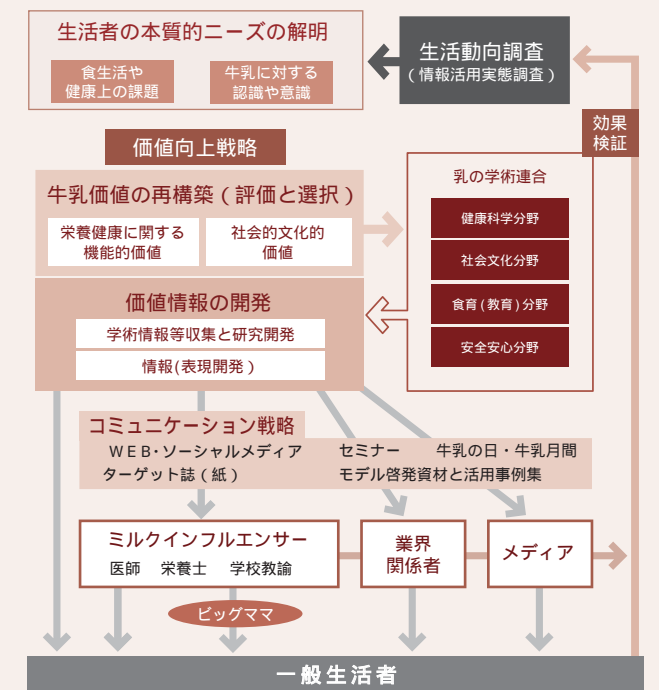 生活者の本質的ニーズの解明
食生活や
健康上の課題
牛乳に対する
認識や意識
生活動向調査
(情報活用実態調査)
効果
検証
価値向上戦略
牛乳価値の再構築(評価と選択)
栄養健康に関する
機能的価値
社会的文化的
価値
価値情報の開発
学術情報等収集と研究開発
情報(表現開発)
乳の学術連合
健康科学分野
社会文化分野
食育(教育)分野
安全安心分野
コミュニケーション戦略
WEB・ソーシャルメディア
ターゲット誌(紙)
セミナー 牛乳の日・牛乳月間
モデル啓発資材と活用事例集
ミルクインフルエンサー
医師 栄養士 学校教諭
業界
関係者
メディア
ビッグママ
一般生活者